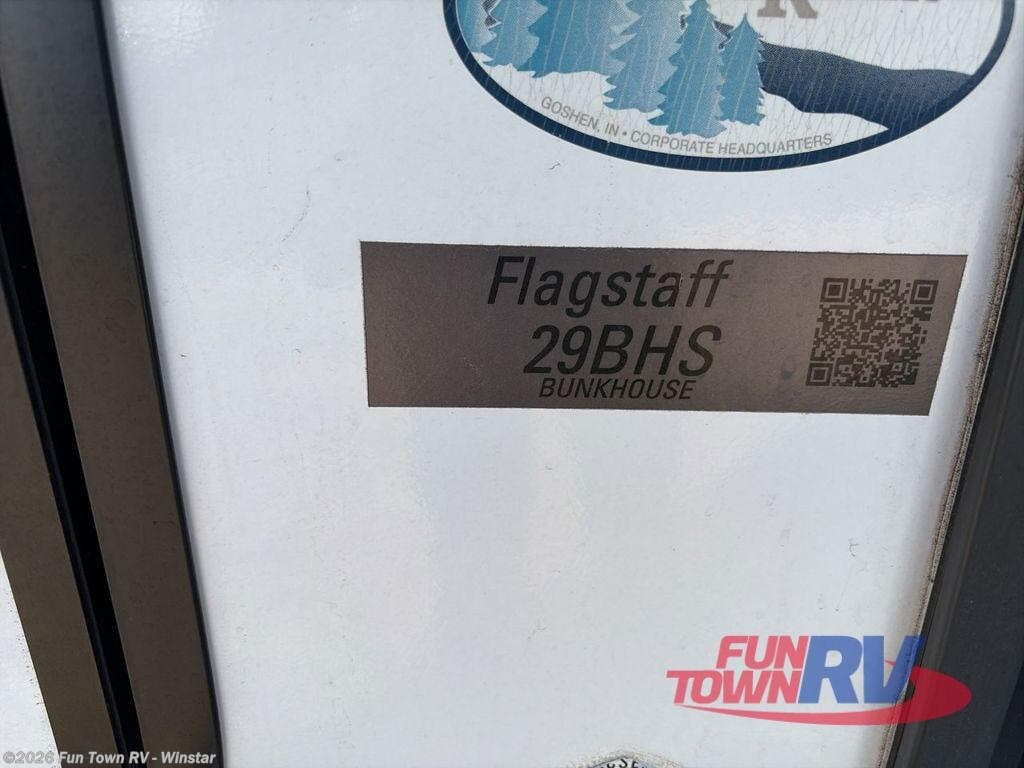 R
GOSHEN, IN • CORPORATE HEADQUARTERS
Flagstaff
29BHS
BUNKHOUSE
FUN
TOWN RV
©2026 Fun Town RV - Winstar